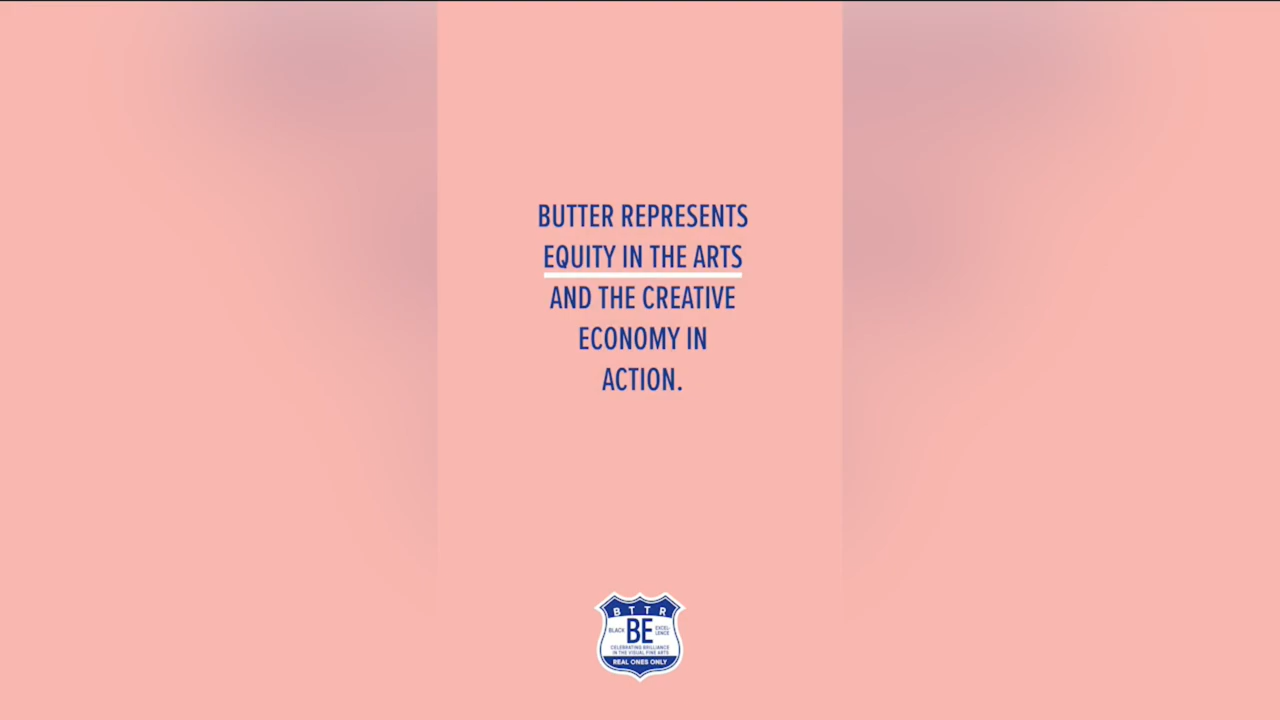 BUTTER REPRESENTS
EQUITY IN THE ARTS
AND THE CREATIVE
ECONOMY IN
ACTION.
BTTR
BLACK BE EXCEL-
LENCE
CELEBRATING BRILLIANCE
IN THE VISUAL FINE ARTS
REAL ONES ONLY